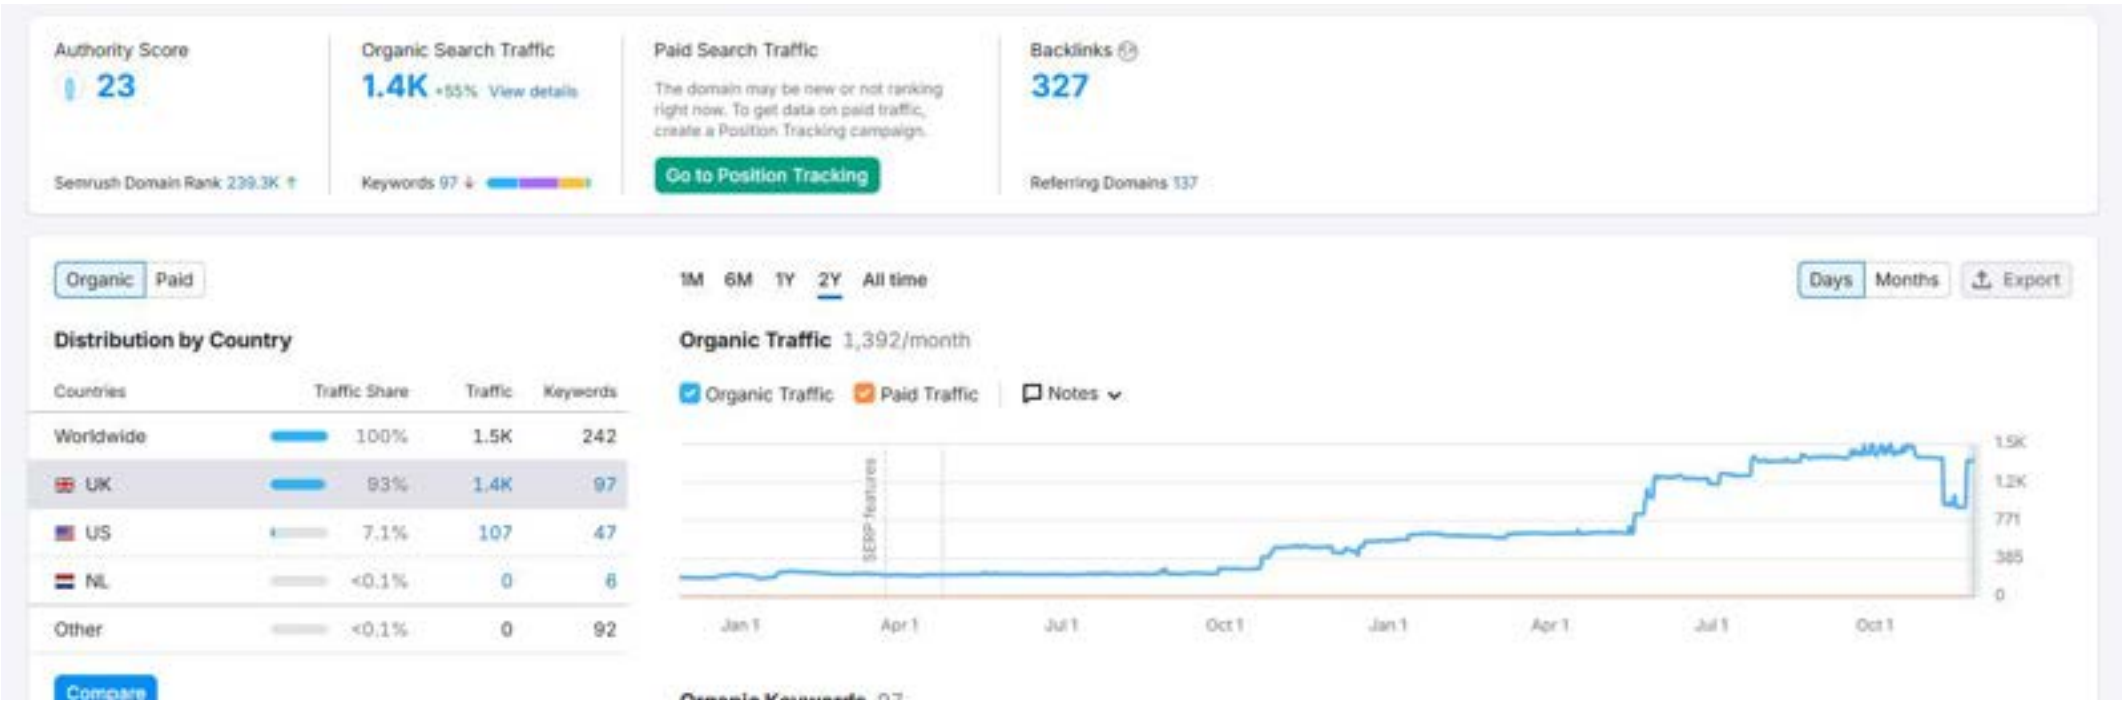 Authority Score
23
Semrush Domain Rank 239.3K ↑
Organic Search Traffic
1.4K +55% View details
Keywords 97 ↓
Paid Search Traffic
The domain may be new or not ranking
right now. To get data on paid traffic,
create a Position Tracking campaign.
Go to Position Tracking
Backlinks
327
Referring Domains 137
Organic Paid
Distribution by Country
Countries Traffic Share Traffic Keywords
Worldwide 100% 1.5K 242
UK 93% 1.4K 97
US 7.1% 107 47
NL <0.1% 0 6
Other <0.1% 0 92
Compare
1M 6M 1Y 2Y All time
Days Months Export
Organic Traffic 1,392/month
Organic Traffic Paid Traffic Notes
SERP features
1.5K
1.2K
771
385
0
Jan 1 Apr 1 Jul 1 Oct 1 Jan 1 Apr 1 Jul 1 Oct 1
Organic Keywords 97